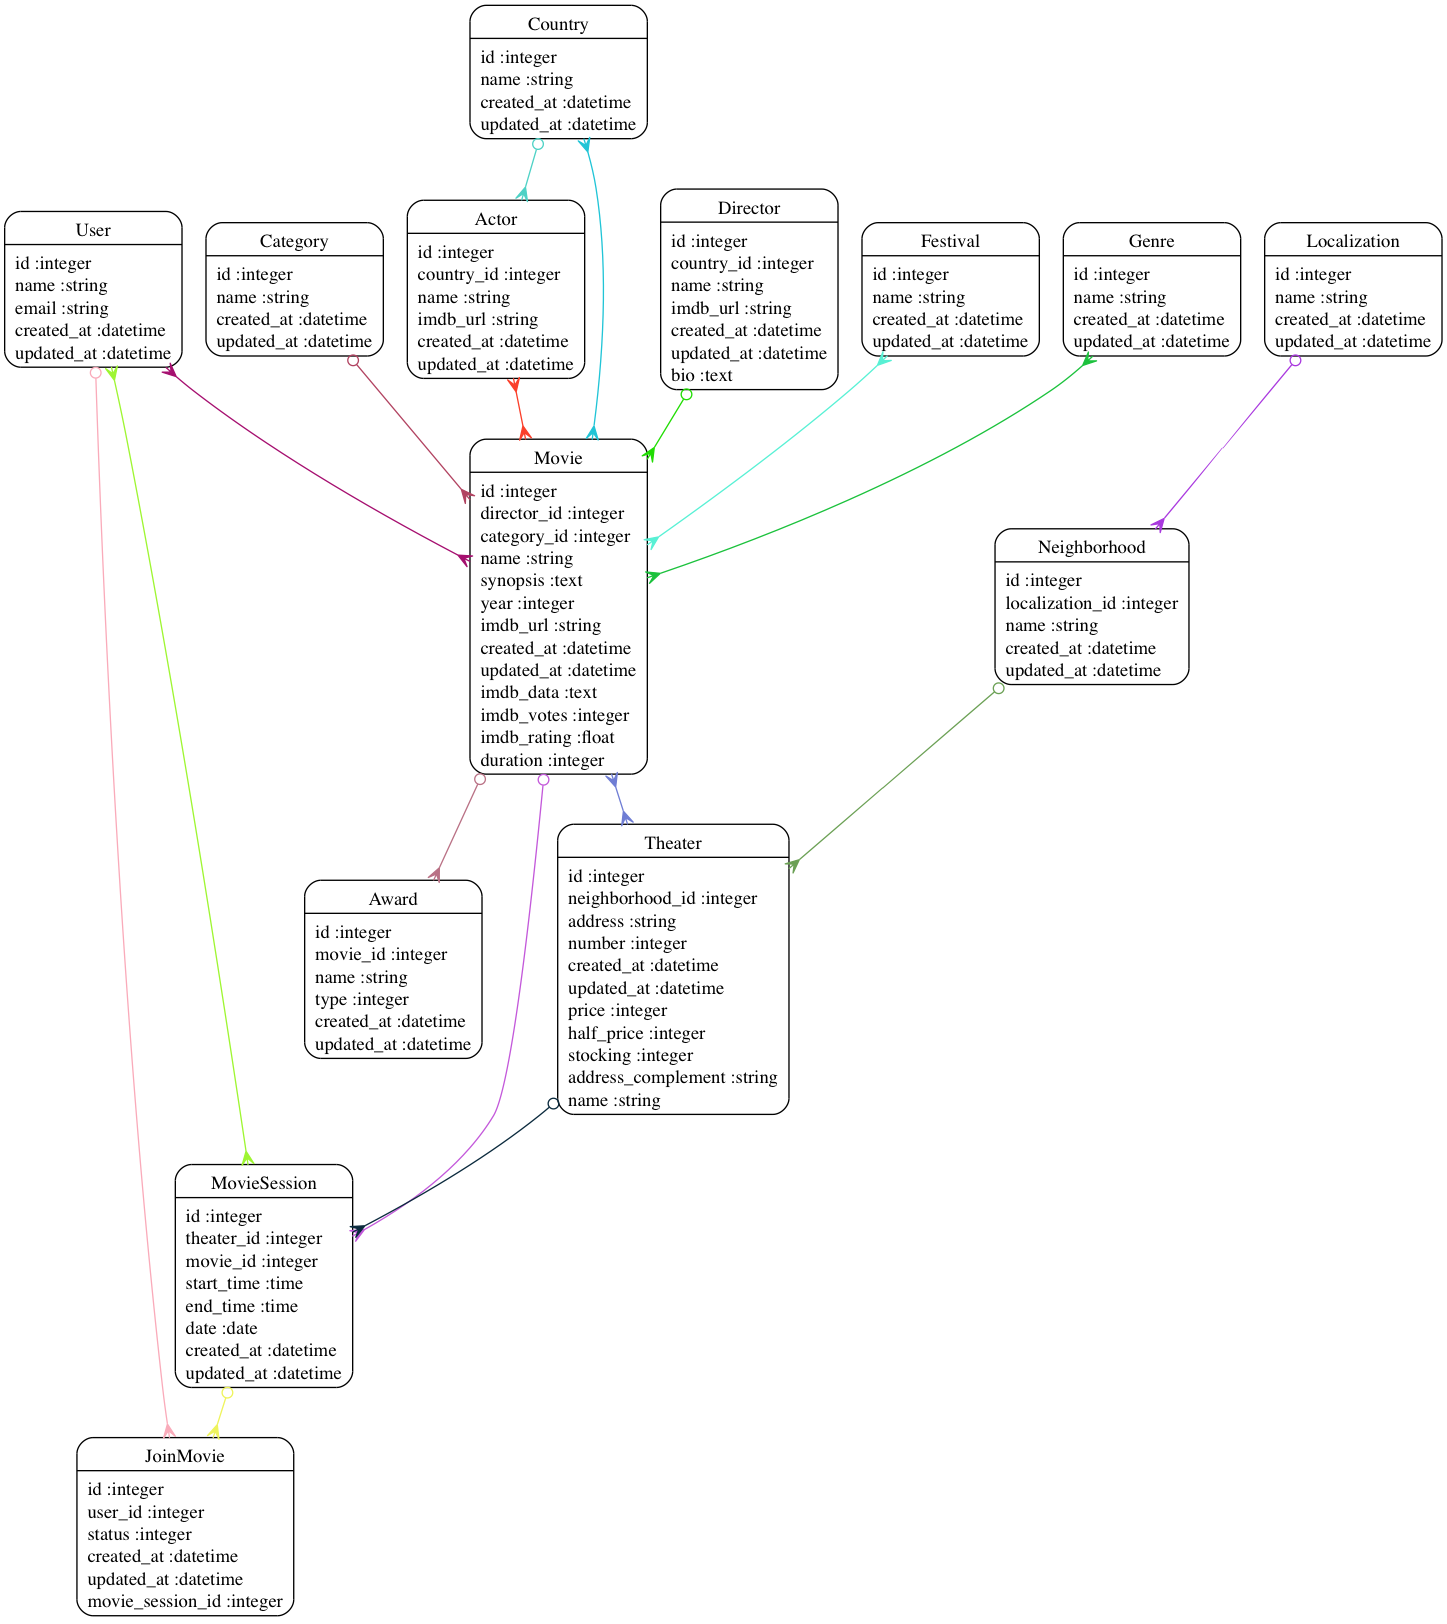 Country
id :integer
name :string
created_at :datetime
updated_at :datetime
User
id :integer
name :string
email :string
created_at :datetime
updated_at :datetime
Category
id :integer
name :string
created_at :datetime
updated_at :datetime
Actor
id :integer
country_id :integer
name :string
imdb_url :string
created_at :datetime
updated_at :datetime
Director
id :integer
country_id :integer
name :string
imdb_url :string
created_at :datetime
updated_at :datetime
bio :text
Festival
id :integer
name :string
created_at :datetime
updated_at :datetime
Genre
id :integer
name :string
created_at :datetime
updated_at :datetime
Localization
id :integer
name :string
created_at :datetime
updated_at :datetime
Movie
id :integer
director_id :integer
category_id :integer
name :string
synopsis :text
year :integer
imdb_url :string
created_at :datetime
updated_at :datetime
imdb_data :text
imdb_votes :integer
imdb_rating :float
duration :integer
Neighborhood
id :integer
localization_id :integer
name :string
created_at :datetime
updated_at :datetime
Award
id :integer
movie_id :integer
name :string
type :integer
created_at :datetime
updated_at :datetime
Theater
id :integer
neighborhood_id :integer
address :string
number :integer
created_at :datetime
updated_at :datetime
price :integer
half_price :integer
stocking :integer
address_complement :string
name :string
MovieSession
id :integer
theater_id :integer
movie_id :integer
start_time :time
end_time :time
date :date
created_at :datetime
updated_at :datetime
JoinMovie
id :integer
user_id :integer
status :integer
created_at :datetime
updated_at :datetime
movie_session_id :integer